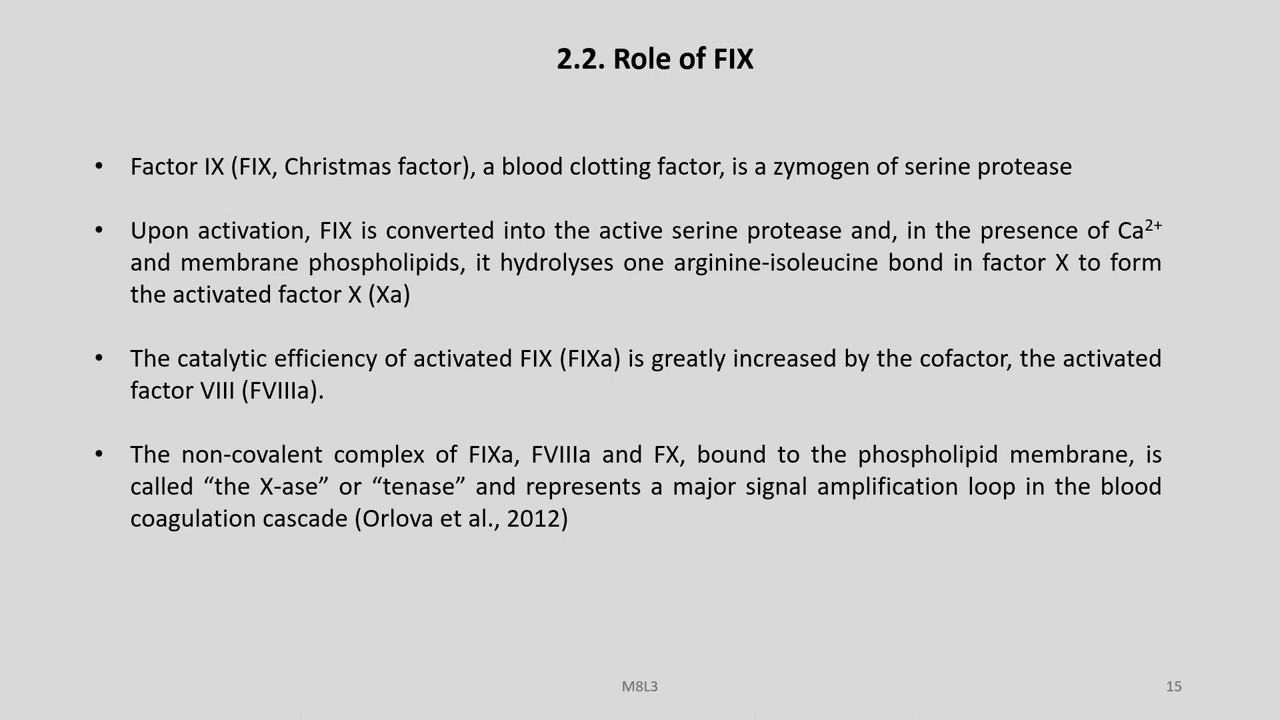 2.2. Role of FIX
• Factor IX (FIX, Christmas factor), a blood clotting factor, is a zymogen of serine protease
• Upon activation, FIX is converted into the active serine protease and, in the presence of Ca²⁺
and membrane phospholipids, it hydrolyses one arginine-isoleucine bond in factor X to form
the activated factor X (Xa)
• The catalytic efficiency of activated FIX (FIXa) is greatly increased by the cofactor, the activated
factor VIII (FVIIIa).
• The non-covalent complex of FIXa, FVIIIa and FX, bound to the phospholipid membrane, is
called “the X-ase” or “tenase” and represents a major signal amplification loop in the blood
coagulation cascade (Orlova et al., 2012)
M8L3
15